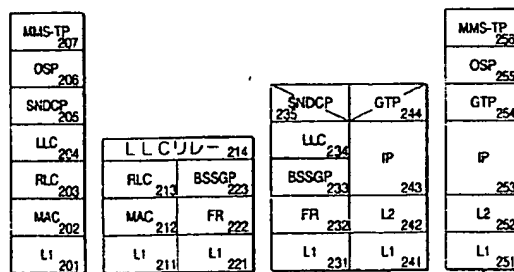 MMS-TP
207
OSP
206
SNDCP
205
LLC
204
RLC
203
MAC
202
L1
201
LLCリレー 214
RLC 213
BSSGP 223
MAC 212
FR 222
L1 211
L1 221
SNDCP
235
GTP
244
LLC
234
IP
243
BSSGP
233
FR 232
L2 242
L1 231
L1 241
MMS-TP
256
OSP
255
GTP
254
IP
253
L2
252
L1
251